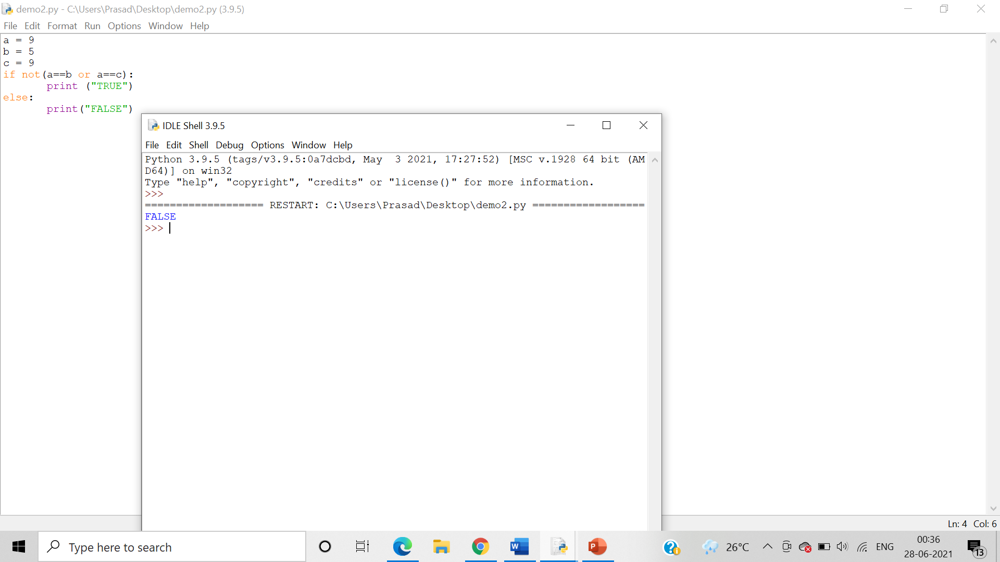 demo2.py - C:\Users\Prasad\Desktop\demo2.py (3.9.5)
File Edit Format Run Options Window Help
a = 9
b = 5
c = 9
if not(a==b or a==c):
       print ("TRUE")
else:
       print("FALSE")
IDLE Shell 3.9.5
File Edit Shell Debug Options Window Help
Python 3.9.5 (tags/v3.9.5:0a7dcbd, May  3 2021, 17:27:52) [MSC v.1928 64 bit (AM
D64)] on win32
Type "help", "copyright", "credits" or "license()" for more information.
>>>
=================== RESTART: C:\Users\Prasad\Desktop\demo2.py ==================
FALSE
>>>
Ln: 4 Col: 6
Type here to search
W
P
26°C
ENG
00:36
28-06-2021
13